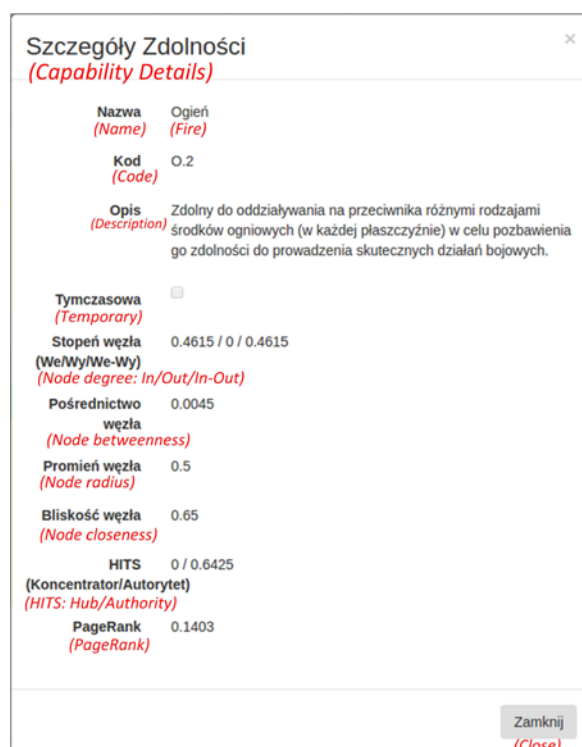 Szczegóły Zdolności
×
(Capability Details)
Nazwa Ogień
(Name) (Fire)
Kod O.2
(Code)
Opis Zdolny do oddziaływania na przeciwnika różnymi rodzajami
(Description) środków ogniowych (w każdej płaszczyźnie) w celu pozbawienia
go zdolności do prowadzenia skutecznych działań bojowych.
Tymczasowa
(Temporary)
Stopeń węzła 0.4615 / 0 / 0.4615
(We/Wy/We-Wy)
(Node degree: In/Out/In-Out)
Pośrednictwo 0.0045
węzła
(Node betweenness)
Promień węzła 0.5
(Node radius)
Bliskość węzła 0.65
(Node closeness)
HITS 0 / 0.6425
(Koncentrator/Autorytet)
(HITS: Hub/Authority)
PageRank 0.1403
(PageRank)
Zamknij
(Close)